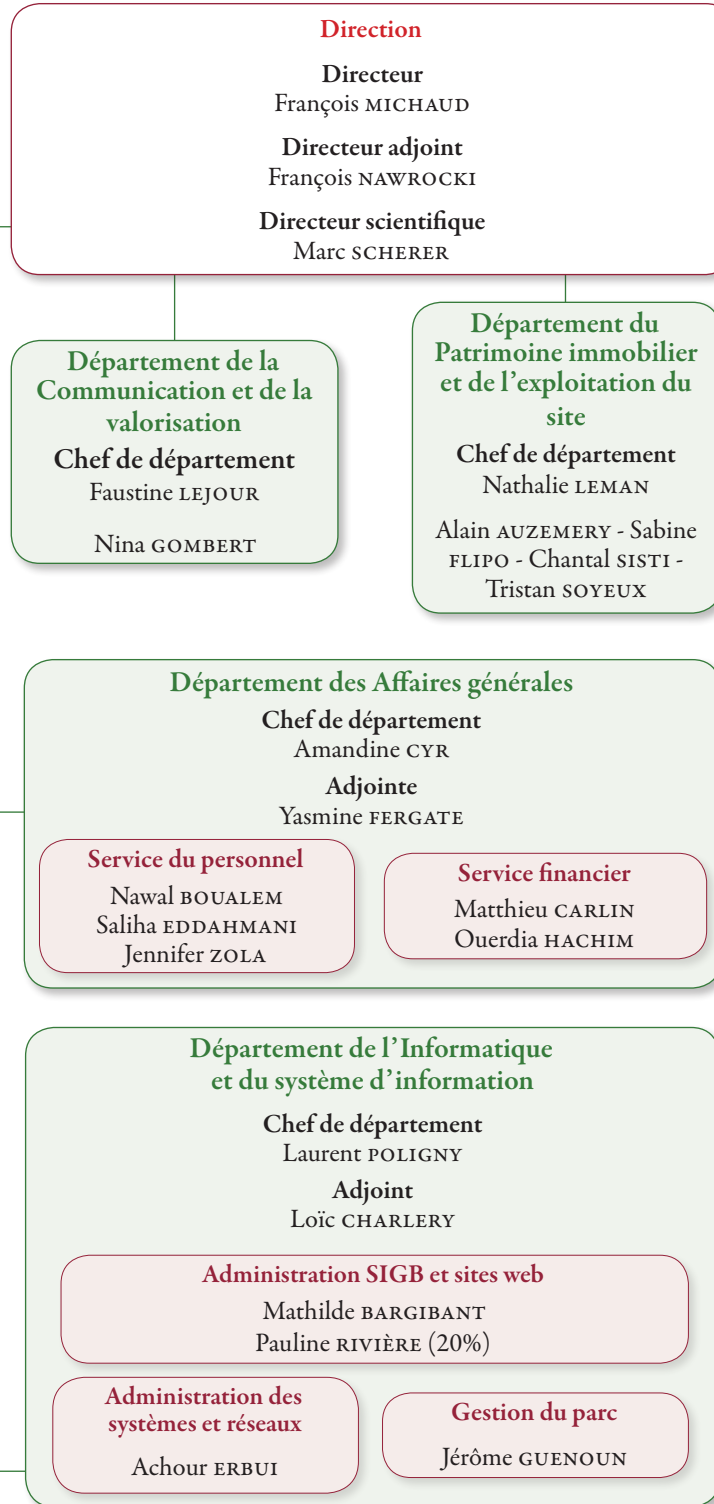 Direction
Directeur
François MICHAUD
Directeur adjoint
François NAWROCKI
Directeur scientifique
Marc SCHERER
Département de la
Communication et de la
valorisation
Chef de département
Faustine LEJOUR
Nina GOMBERT
Département du
Patrimoine immobilier
et de l’exploitation du
site
Chef de département
Nathalie LEMAN
Alain AUZEMERY - Sabine
FLIPO - Chantal SISTI -
Tristan SOYEUX
Département des Affaires générales
Chef de département
Amandine CYR
Adjointe
Yasmine FERGATE
Service du personnel
Nawal BOUALEM
Saliha EDDAHMANI
Jennifer ZOLA
Service financier
Matthieu CARLIN
Ouerdia HACHIM
Département de l’Informatique
et du système d’information
Chef de département
Laurent POLIGNY
Adjoint
Loïc CHARLERY
Administration SIGB et sites web
Mathilde BARGIBANT
Pauline RIVIÈRE (20%)
Administration des
systèmes et réseaux
Achour ERBUI
Gestion du parc
Jérôme GUENOUN